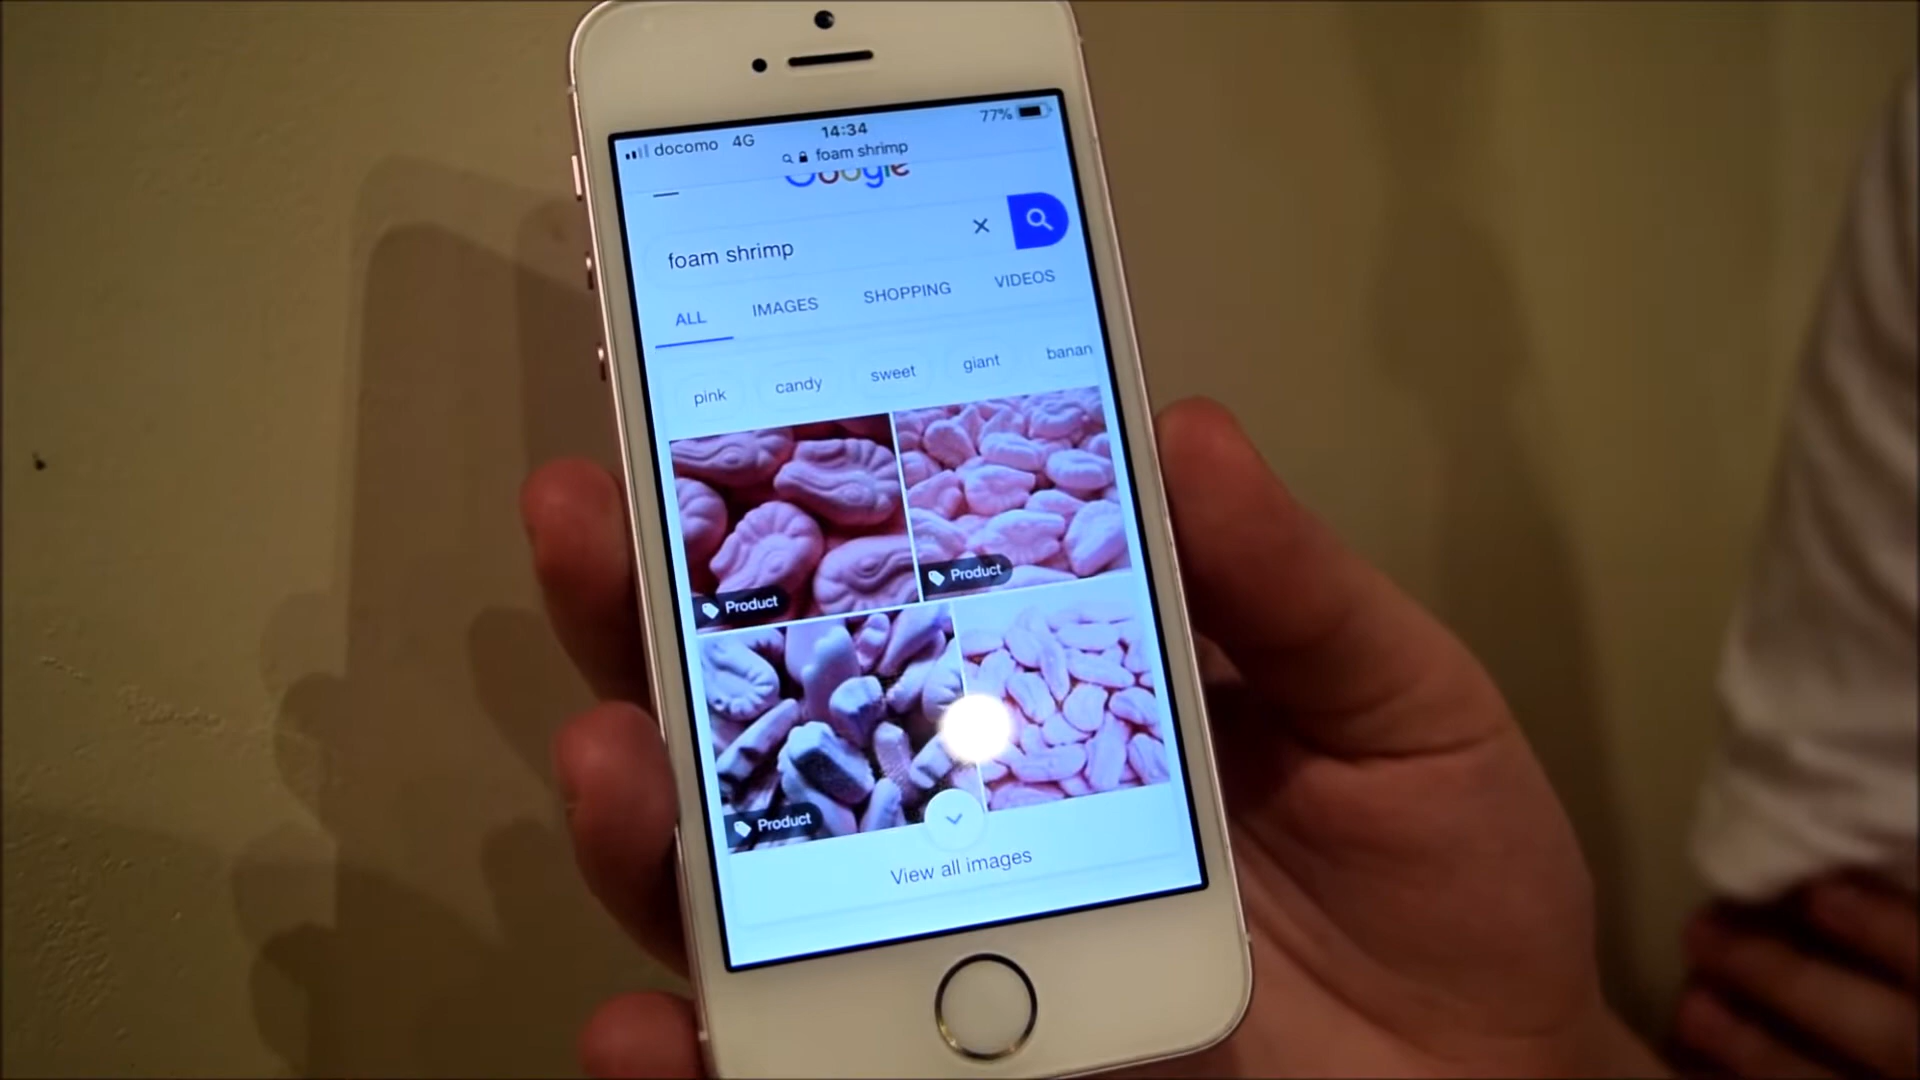 docomo 4G 14:34 77%
foam shrimp
Google
foam shrimp
ALL IMAGES SHOPPING VIDEOS
pink candy sweet giant banan
Product
Product
Product
View all images